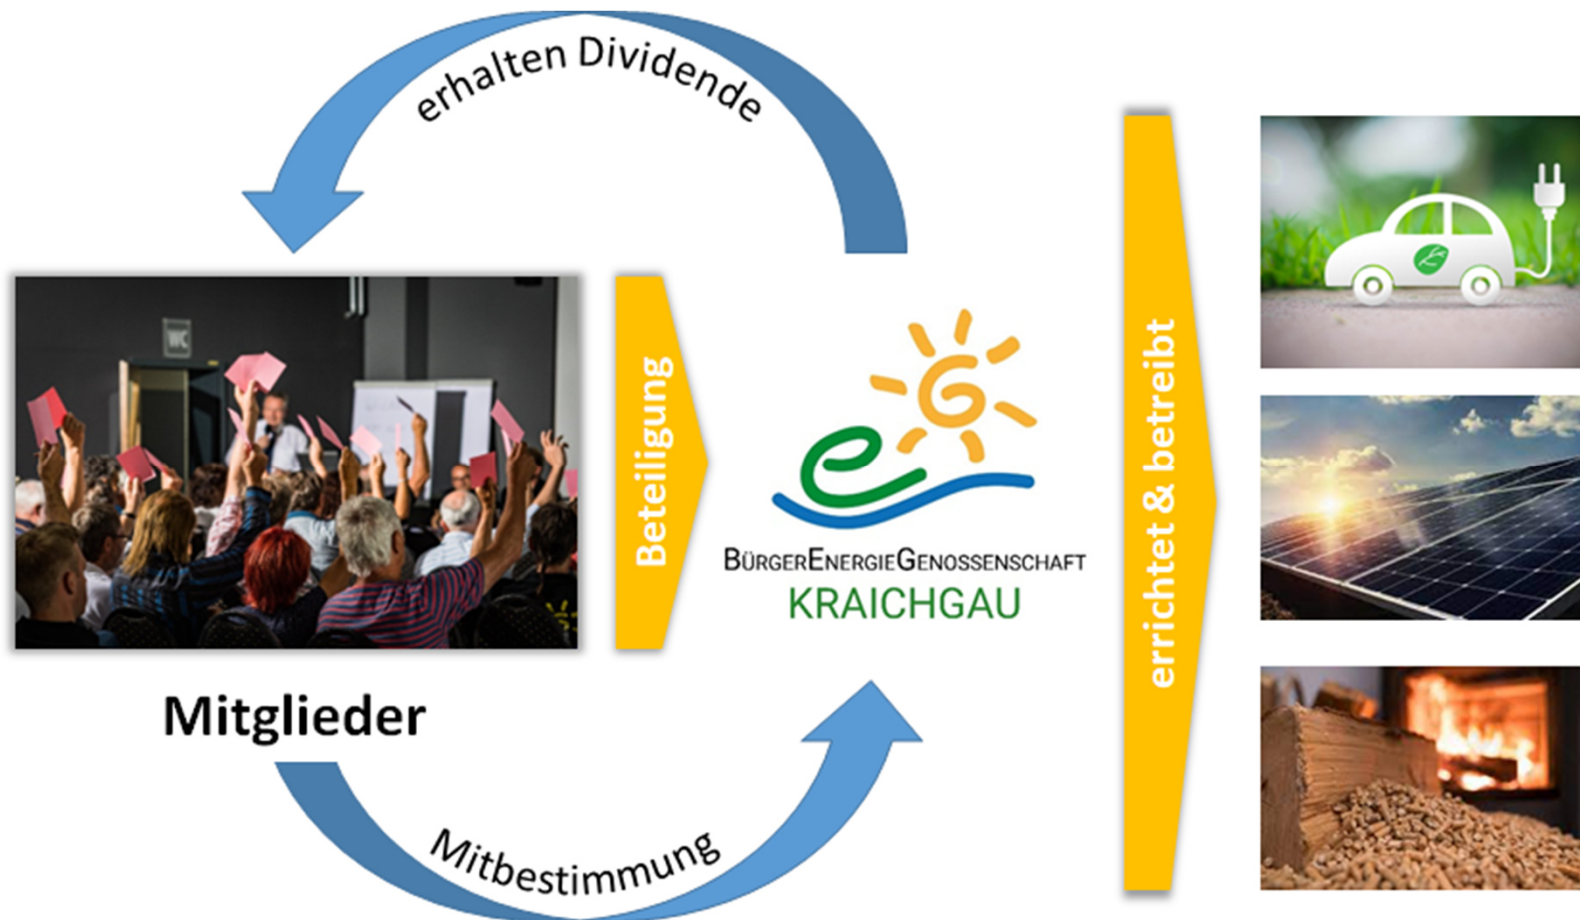 erhalten Dividende
WC
Beteiligung
BÜRGERENERGIEGENOSSENSCHAFT
KRAICHGAU
errichtet & betreibt
Mitglieder
Mitbestimmung